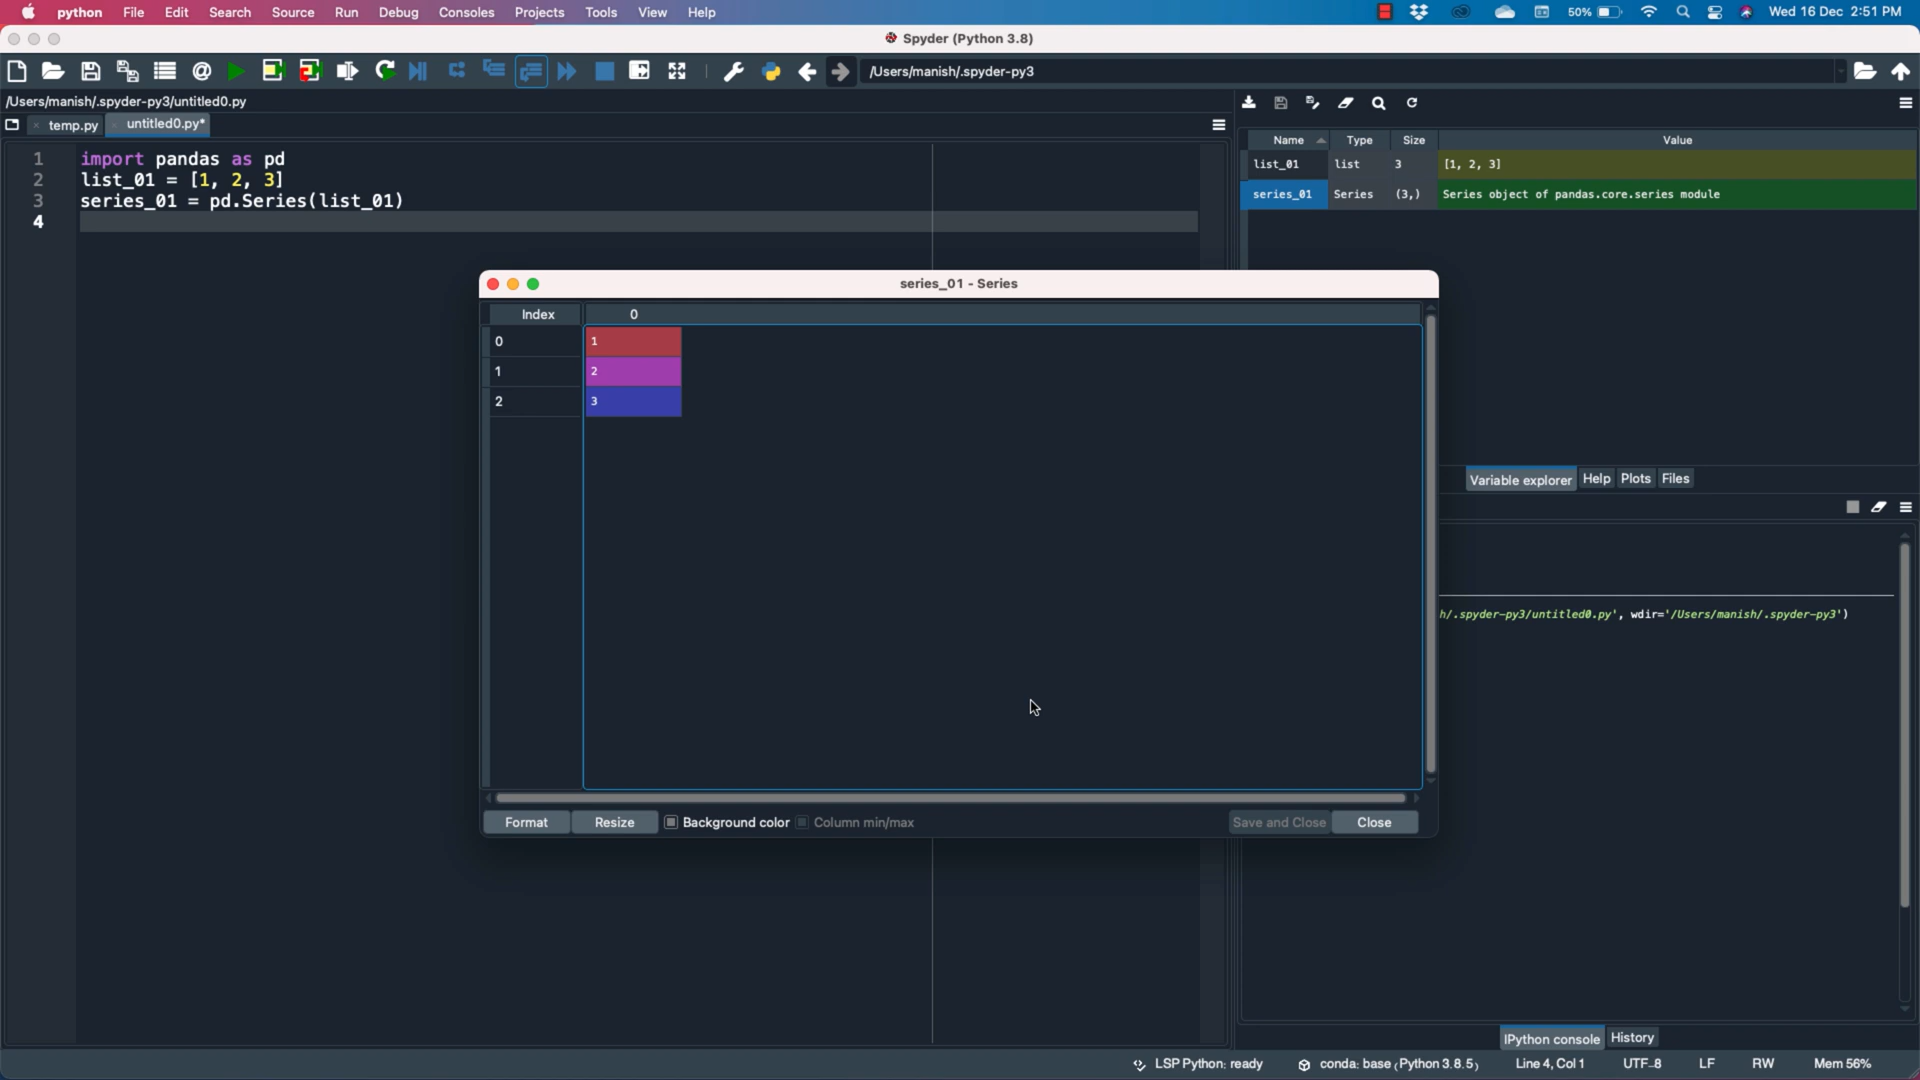 python File Edit Search Source Run Debug Consoles Projects Tools View Help 50% Wed 16 Dec 2:51 PM
Spyder (Python 3.8)
/Users/manish/.spyder-py3
/Users/manish/.spyder-py3/untitled0.py
temp.py untitled0.py*
1 import pandas as pd
2 list_01 = [1, 2, 3]
3 series_01 = pd.Series(list_01)
4
Name Type Size Value
list_01 list 3 [1, 2, 3]
series_01 Series (3,) Series object of pandas.core.series module
series_01 - Series
Index 0
0 1
1 2
2 3
Format Resize Background color Column min/max Save and Close Close
Variable explorer Help Plots Files
h/.spyder-py3/untitled0.py', wdir='/Users/manish/.spyder-py3')
IPython console History
LSP Python: ready conda: base (Python 3.8.5) Line 4, Col 1 UTF-8 LF RW Mem 56%